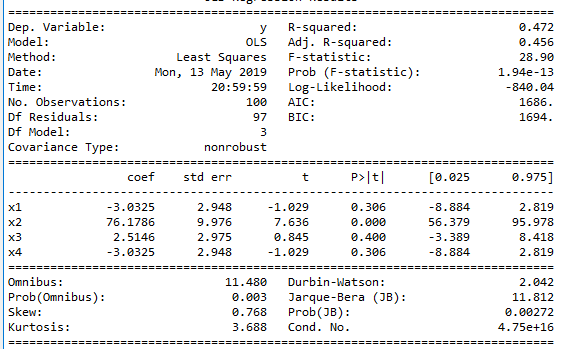 ==============================================================================
Dep. Variable:                      y   R-squared:                       0.472
Model:                            OLS   Adj. R-squared:                  0.456
Method:                 Least Squares   F-statistic:                     28.90
Date:                Mon, 13 May 2019   Prob (F-statistic):           1.94e-13
Time:                        20:59:59   Log-Likelihood:                -840.04
No. Observations:                 100   AIC:                             1686.
Df Residuals:                      97   BIC:                             1694.
Df Model:                           3
Covariance Type:            nonrobust
==============================================================================
                 coef    std err          t      P>|t|      [0.025      0.975]
------------------------------------------------------------------------------
x1            -3.0325      2.948     -1.029      0.306      -8.884       2.819
x2            76.1786      9.976      7.636      0.000      56.379      95.978
x3             2.5146      2.975      0.845      0.400      -3.389       8.418
x4            -3.0325      2.948     -1.029      0.306      -8.884       2.819
==============================================================================
Omnibus:                       11.480   Durbin-Watson:                   2.042
Prob(Omnibus):                  0.003   Jarque-Bera (JB):               11.812
Skew:                           0.768   Prob(JB):                      0.00272
Kurtosis:                       3.688   Cond. No.                     4.75e+16
==============================================================================